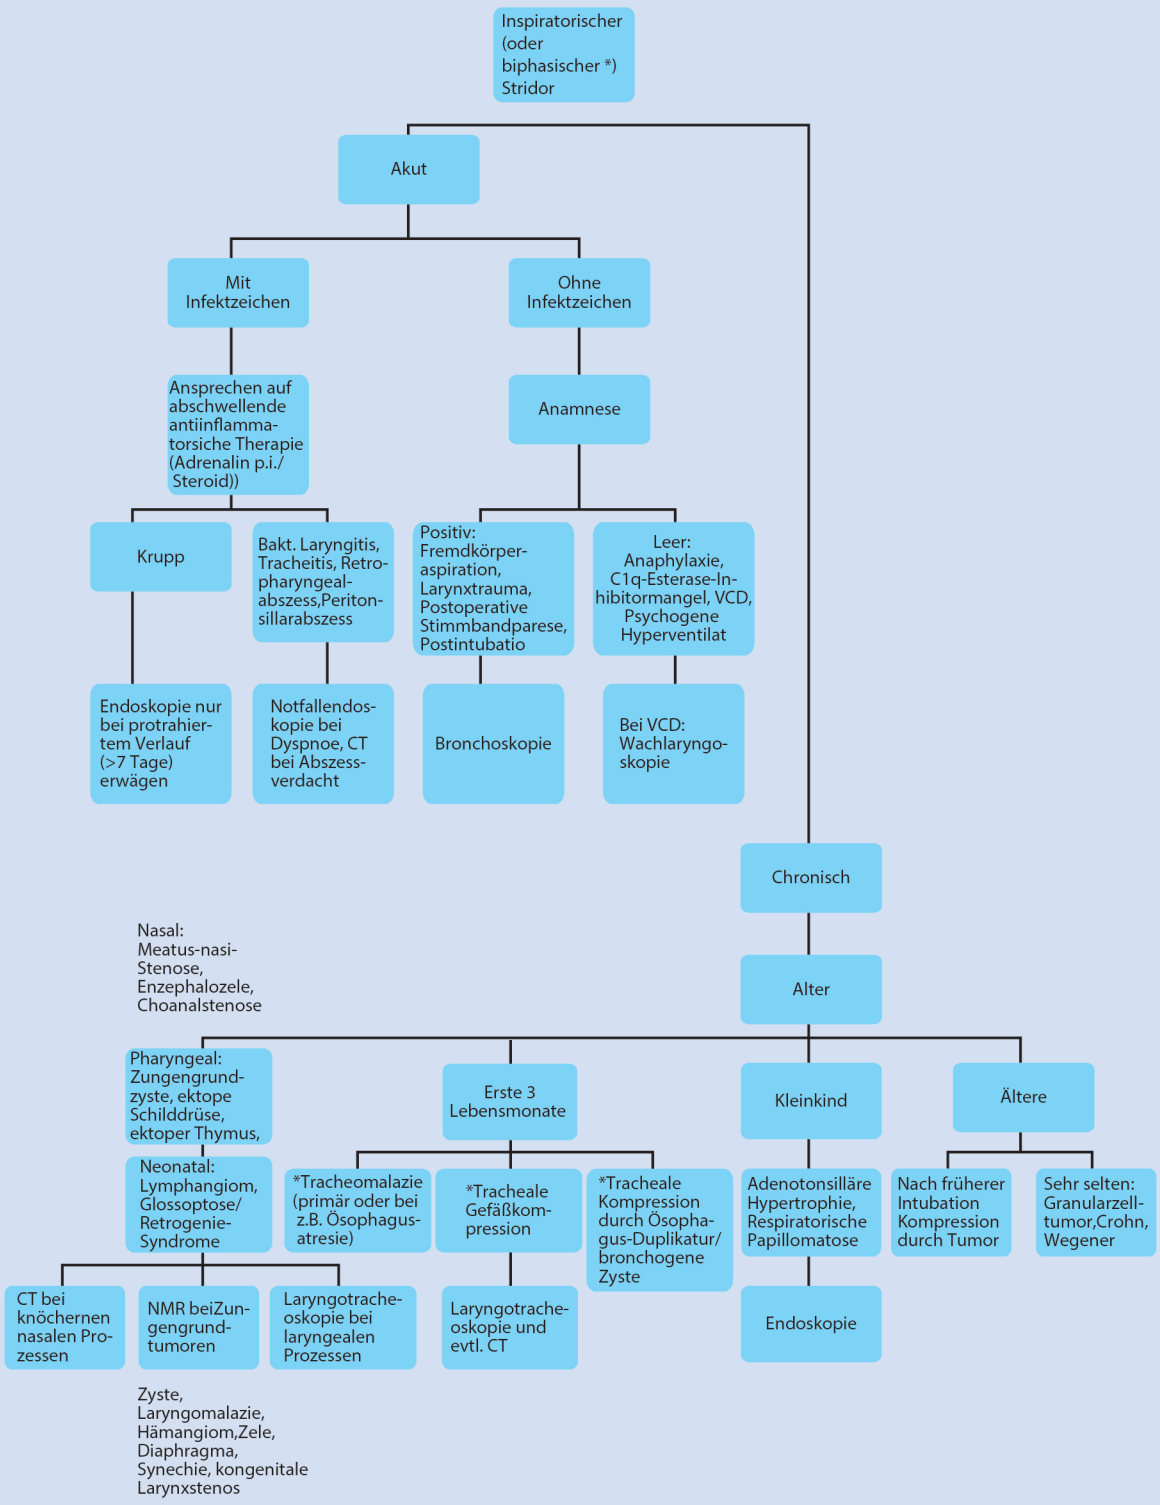 Inspiratorischer
(oder
biphasischer *)
Stridor
Akut
Mit
Infektzeichen
Ohne
Infektzeichen
Ansprechen auf
abschwellende
antiinflamma-
torsiche Therapie
(Adrenalin p.i./
Steroid))
Anamnese
Krupp
Bakt. Laryngitis,
Tracheitis, Retro-
pharyngeal-
abszess,Periton-
sillarabszess
Positiv:
Fremdkörper-
aspiration,
Larynxtrauma,
Postoperative
Stimmbandparese,
Postintubatio
Leer:
Anaphylaxie,
C1q-Esterase-In-
hibitormangel, VCD,
Psychogene
Hyperventilat
Endoskopie nur
bei protrahier-
tem Verlauf
(>7 Tage)
erwägen
Notfallendos-
kopie bei
Dyspnoe, CT
bei Abszess-
verdacht
Bronchoskopie
Bei VCD:
Wachlaryngo-
skopie
Chronisch
Alter
Nasal:
Meatus-nasi-
Stenose,
Enzephalozele,
Choanalstenose
Pharyngeal:
Zungengrund-
zyste, ektope
Schilddrüse,
ektoper Thymus,
Erste 3
Lebensmonate
Kleinkind
Ältere
Neonatal:
Lymphangiom,
Glossoptose/
Retrogenie-
Syndrome
*Tracheomalazie
(primär oder bei
z.B. Ösophagus-
atresie)
*Tracheale
Gefäßkom-
pression
*Tracheale
Kompression
durch Ösopha-
gus-Duplikatur/
bronchogene
Zyste
Adenotonsilläre
Hypertrophie,
Respiratorische
Papillomatose
Nach früherer
Intubation
Kompression
durch Tumor
Sehr selten:
Granularzell-
tumor,Crohn,
Wegener
CT bei
knöchernen
nasalen Pro-
zessen
NMR beiZun-
gengrund-
tumoren
Laryngotrache-
oskopie bei
laryngealen
Prozessen
Laryngotrache-
oskopie und
evtl. CT
Endoskopie
Zyste,
Laryngomalazie,
Hämangiom,Zele,
Diaphragma,
Synechie, kongenitale
Larynxstenos